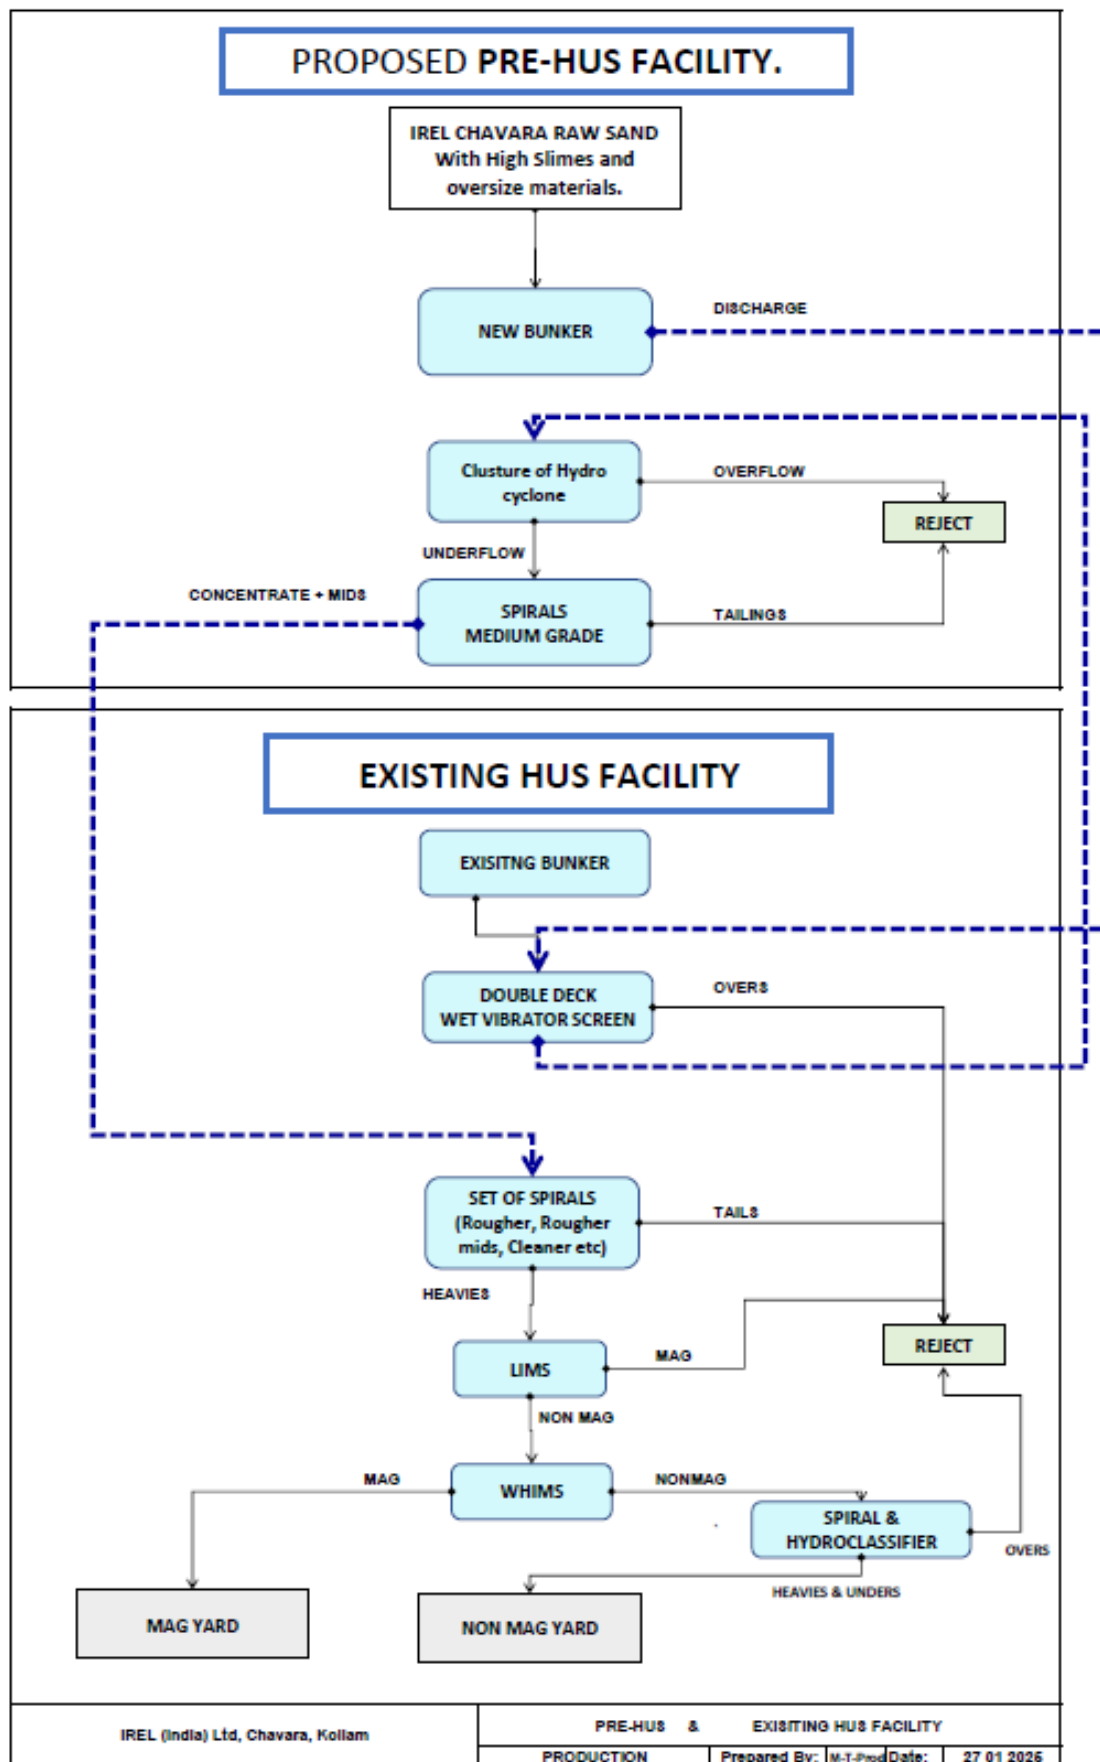 PROPOSED PRE-HUS FACILITY.
IREL CHAVARA RAW SAND
With High Slimes and
oversize materials.
NEW BUNKER
DISCHARGE
Clusture of Hydro
cyclone
OVERFLOW
REJECT
UNDERFLOW
CONCENTRATE + MIDS
SPIRALS
MEDIUM GRADE
TAILINGS
EXISTING HUS FACILITY
EXISITNG BUNKER
DOUBLE DECK
WET VIBRATOR SCREEN
OVERS
SET OF SPIRALS
(Rougher, Rougher
mids, Cleaner etc)
TAILS
HEAVIES
REJECT
LIMS
MAG
NON MAG
MAG
WHIMS
NONMAG
SPIRAL &
HYDROCLASSIFIER
OVERS
HEAVIES & UNDERS
MAG YARD
NON MAG YARD
IREL (India) Ltd, Chavara, Kollam
PRE-HUS & EXISITING HUS FACILITY
PRODUCTION
Prepared By:
M-T-Prod
Date:
27 01 2026